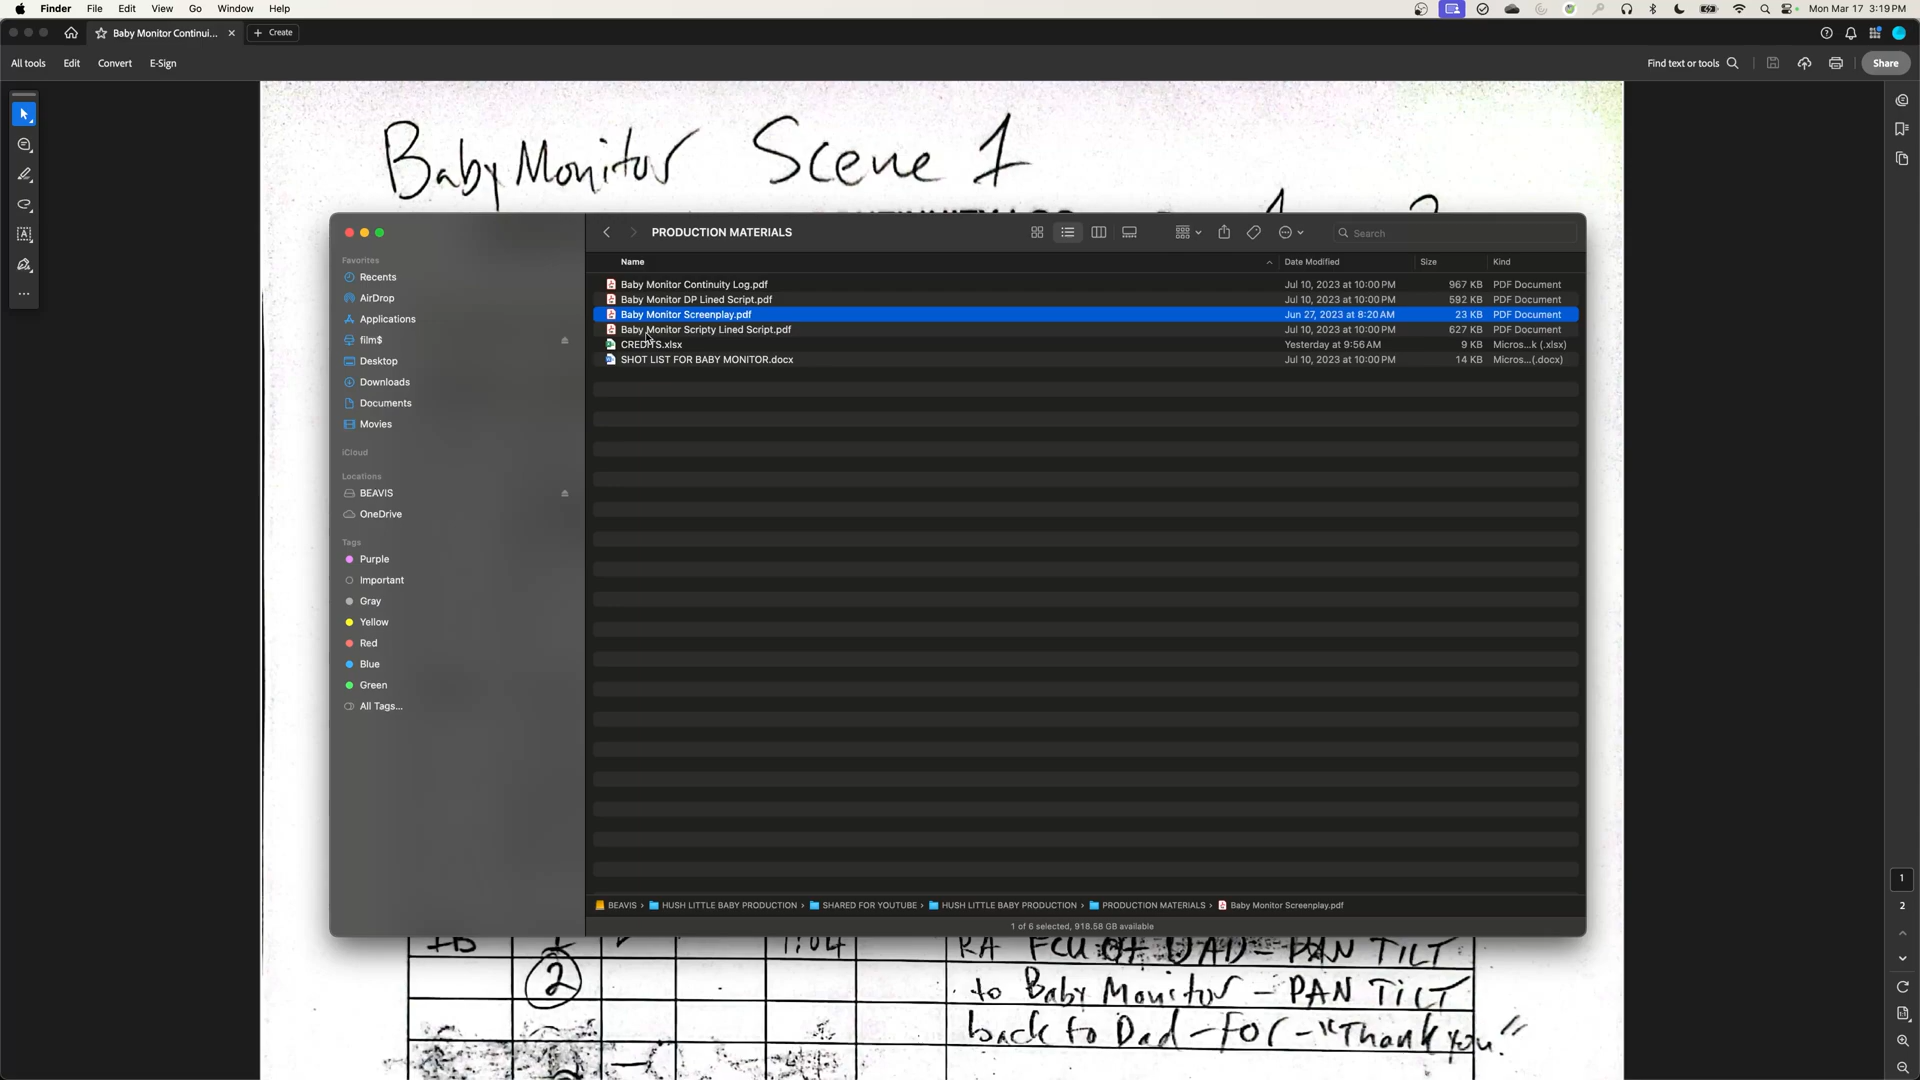 Finder File Edit View Go Window Help Mon Mar 17 3:19 PM
Baby Monitor Continui... Create
All tools Edit Convert E-Sign Find text or tools Share
Baby Monitor Scene 1
PRODUCTION MATERIALS Search
Favorites
Recents
AirDrop
Applications
film$
Desktop
Downloads
Documents
Movies
iCloud
Locations
BEAVIS
OneDrive
Tags
Purple
Important
Gray
Yellow
Red
Blue
Green
All Tags...
Name Date Modified Size Kind
Baby Monitor Continuity Log.pdf Jul 10, 2023 at 10:00 PM 967 KB PDF Document
Baby Monitor DP Lined Script.pdf Jul 10, 2023 at 10:00 PM 592 KB PDF Document
Baby Monitor Screenplay.pdf Jun 27, 2023 at 8:20 AM 23 KB PDF Document
Baby Monitor Scripty Lined Script.pdf Jul 10, 2023 at 10:00 PM 627 KB PDF Document
CREDITS.xlsx Yesterday at 9:56 AM 9 KB Micros...k (.xlsx)
SHOT LIST FOR BABY MONITOR.docx Jul 10, 2023 at 10:00 PM 14 KB Micros...(.docx)
BEAVIS › HUSH LITTLE BABY PRODUCTION › SHARED FOR YOUTUBE › HUSH LITTLE BABY PRODUCTION › PRODUCTION MATERIALS › Baby Monitor Screenplay.pdf
1 of 6 selected, 918.58 GB available
1
2
1:04 DAD - PAN TILT
2 to Baby Monitor - PAN TILT
back to Dad - for - "Thank you."